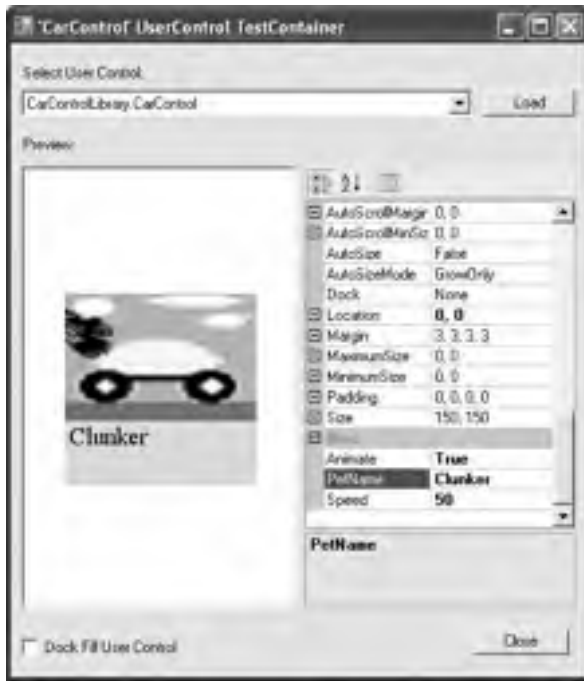 'CarControl' UserControl TestContainer
Select User Control:
CarControlLibrary.CarControl
Load
Preview:
AutoScrollMargin 0, 0
AutoScrollMinSiz 0, 0
AutoSize False
AutoSizeMode GrowOnly
Dock None
Location 0, 0
Margin 3, 3, 3, 3
MaximumSize 0, 0
MinimumSize 0, 0
Padding 0, 0, 0, 0
Size 150, 150
Animate True
PetName Clunker
Speed 50
Clunker
PetName
Dock Fill User Control
Close